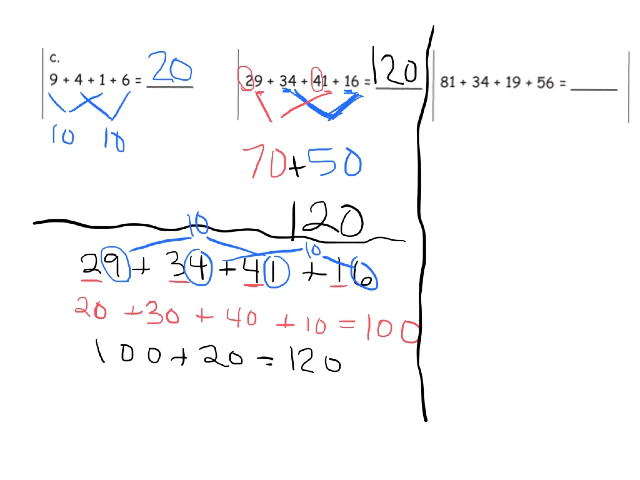 c.
9 + 4 + 1 + 6 = 20
10 10
29 + 34 + 41 + 16 = 120
70 + 50
120
81 + 34 + 19 + 56 =
10 10
29 + 34 + 41 + 16
20 + 30 + 40 + 10 = 100
100 + 20 = 120